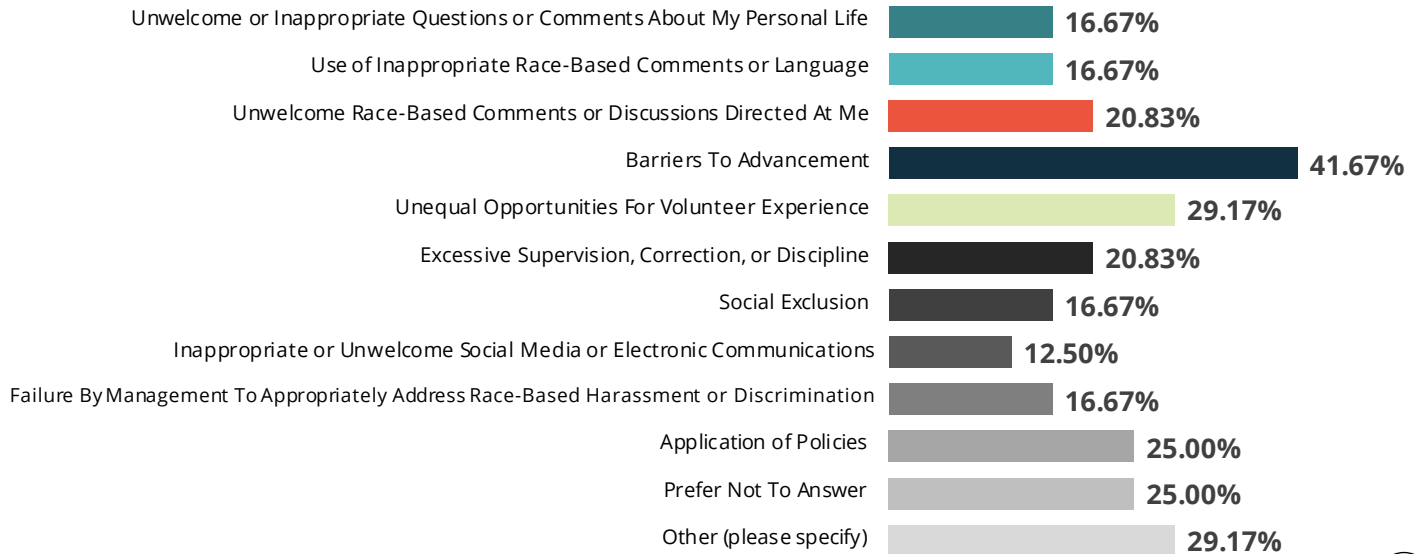 Unwelcome or Inappropriate Questions or Comments About My Personal Life 16.67%
Use of Inappropriate Race-Based Comments or Language 16.67%
Unwelcome Race-Based Comments or Discussions Directed At Me 20.83%
Barriers To Advancement 41.67%
Unequal Opportunities For Volunteer Experience 29.17%
Excessive Supervision, Correction, or Discipline 20.83%
Social Exclusion 16.67%
Inappropriate or Unwelcome Social Media or Electronic Communications 12.50%
Failure By Management To Appropriately Address Race-Based Harassment or Discrimination 16.67%
Application of Policies 25.00%
Prefer Not To Answer 25.00%
Other (please specify) 29.17%